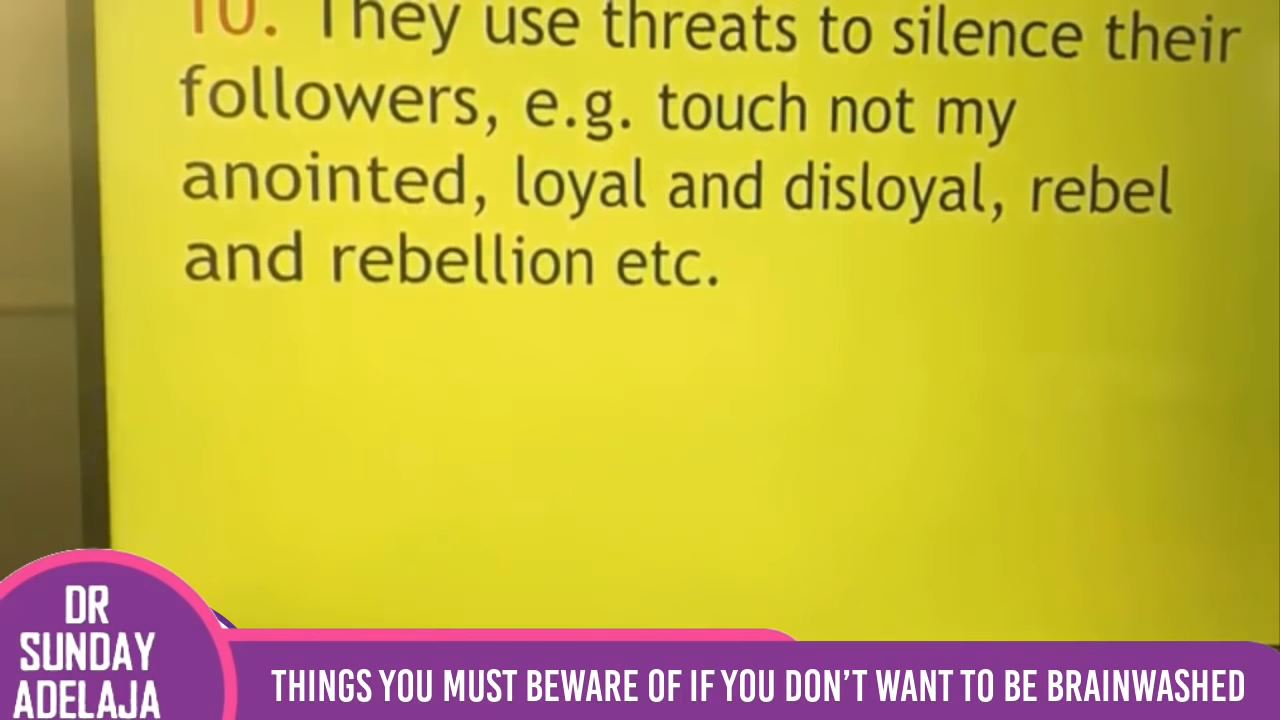 10. They use threats to silence their
followers, e.g. touch not my
anointed, loyal and disloyal, rebel
and rebellion etc.
DR
SUNDAY
ADELAJA
THINGS YOU MUST BEWARE OF IF YOU DON'T WANT TO BE BRAINWASHED